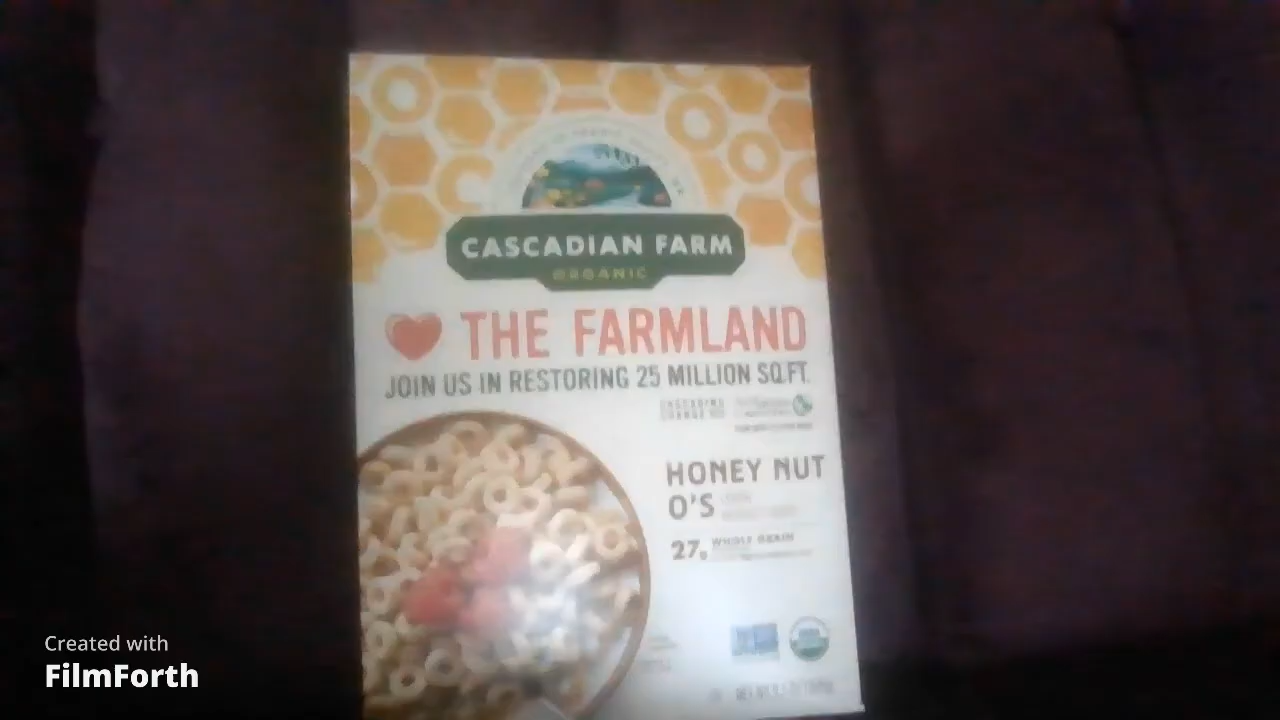 CASCADIAN FARM
ORGANIC
THE FARMLAND
JOIN US IN RESTORING 25 MILLION SQ.FT.
HONEY NUT
O'S
27g WHOLE GRAIN
Created with
FilmForth